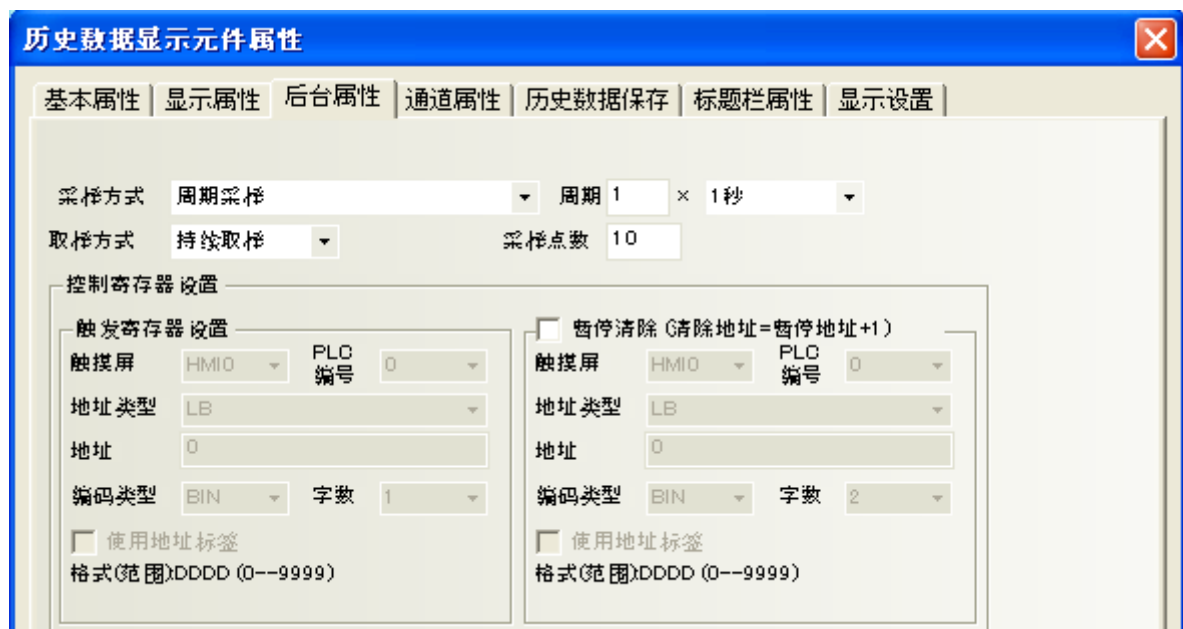 历史数据显示元件属性
基本属性 显示属性 后台属性 通道属性 历史数据保存 标题栏属性 显示设置
采样方式 周期采样 周期 1 × 1秒
取样方式 持续取样 采样点数 10
控制寄存器设置
触发寄存器设置
触摸屏 HMI0 PLC编号 0
地址类型 LB
地址 0
编码类型 BIN 字数 1
使用地址标签
格式(范围):DDDD (0--9999)
暂停清除 (清除地址=暂停地址+1)
触摸屏 HMI0 PLC编号 0
地址类型 LB
地址 0
编码类型 BIN 字数 2
使用地址标签
格式(范围):DDDD (0--9999)